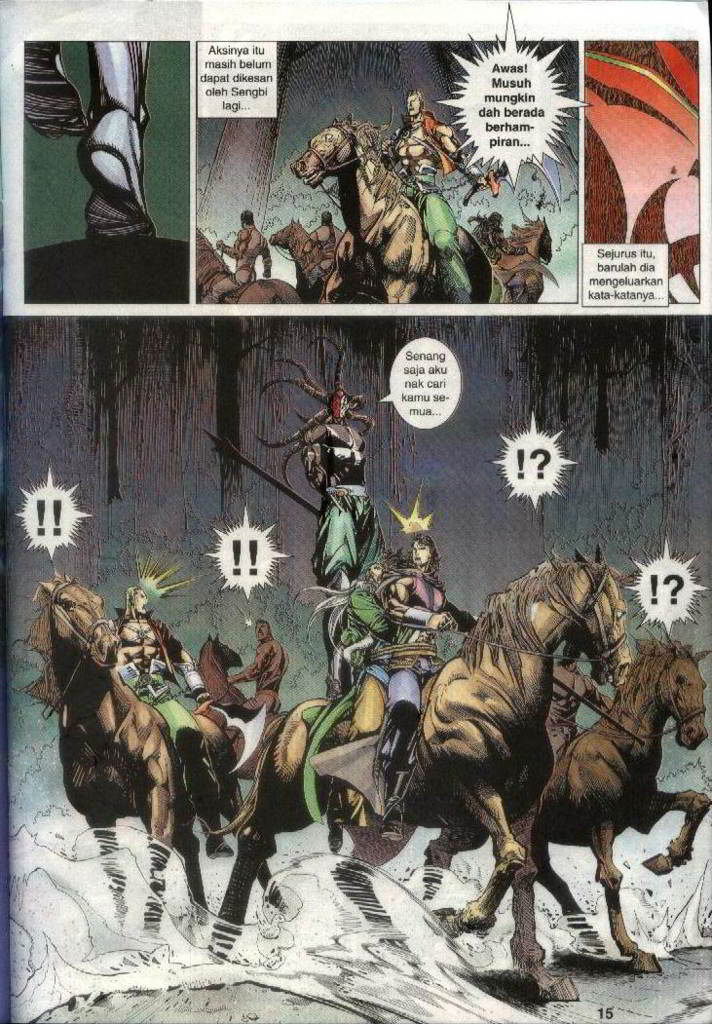 Aksinya itu
masih belum
dapat dikesan
oleh Sengbi
lagi...
Awas!
Musuh
mungkin
dah berada
berham-
piran...
Sejurus itu,
barulah dia
mengeluarkan
kata-katanya...
Senang
saja aku
nak cari
kamu se-
mua...
!?
!!
!!
!?
15